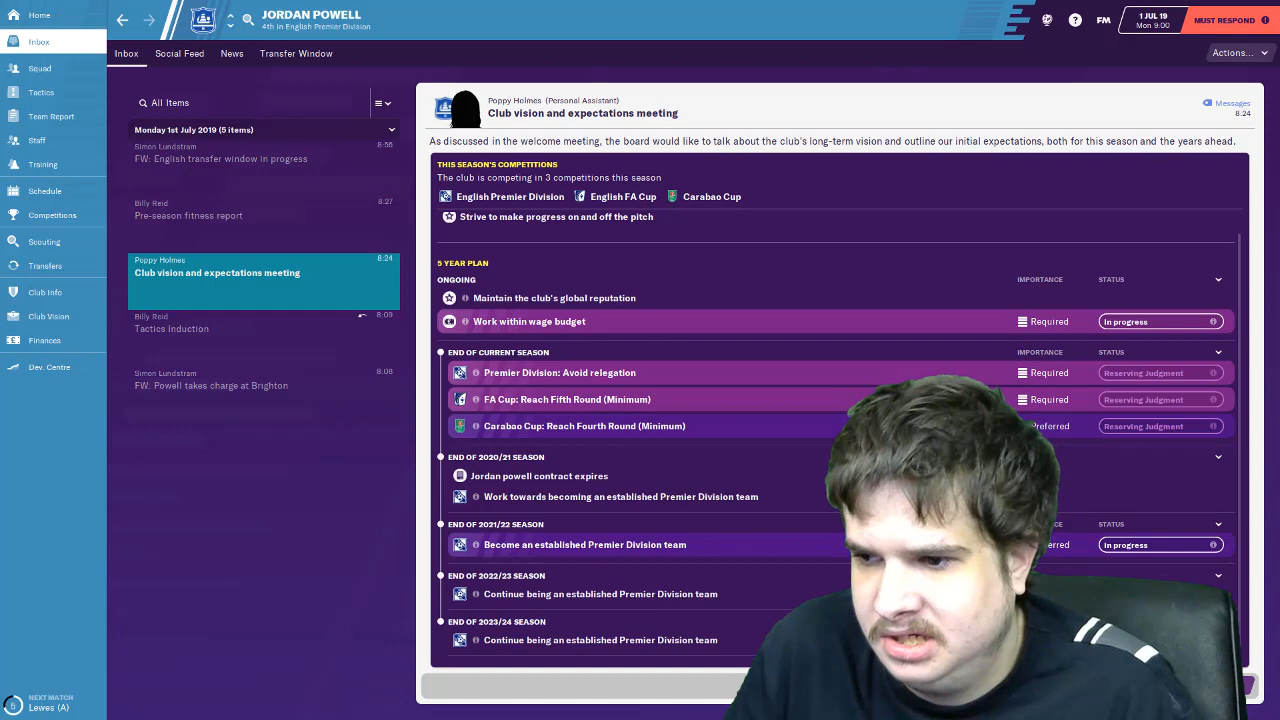 Home
Inbox
Squad
Tactics
Team Report
Staff
Training
Schedule
Competitions
Scouting
Transfers
Club Info
Club Vision
Finances
Dev. Centre
5
NEXT MATCH
Lewes (A)
JORDAN POWELL
4th in English Premier Division
?
FM
1 JUL 19
Mon 9:00
MUST RESPOND
Inbox Social Feed News Transfer Window
Actions...
All Items
Monday 1st July 2019 (5 items)
Simon Lundstram 8:56
FW: English transfer window in progress
Billy Reid 8:27
Pre-season fitness report
Poppy Holmes 8:24
Club vision and expectations meeting
Billy Reid 8:09
Tactics Induction
Simon Lundstram 8:08
FW: Powell takes charge at Brighton
Poppy Holmes (Personal Assistant)
Club vision and expectations meeting
Messages
8:24
As discussed in the welcome meeting, the board would like to talk about the club's long-term vision and outline our initial expectations, both for this season and the years ahead.
THIS SEASON'S COMPETITIONS
The club is competing in 3 competitions this season
English Premier Division English FA Cup Carabao Cup
Strive to make progress on and off the pitch
5 YEAR PLAN
ONGOING IMPORTANCE STATUS
Maintain the club's global reputation
Work within wage budget Required In progress
END OF CURRENT SEASON IMPORTANCE STATUS
Premier Division: Avoid relegation Required Reserving Judgment
FA Cup: Reach Fifth Round (Minimum) Required Reserving Judgment
Carabao Cup: Reach Fourth Round (Minimum) Reserving Judgment
END OF 2020/21 SEASON
Jordan powell contract expires
Work towards becoming an established Premier Division team
END OF 2021/22 SEASON STATUS
Become an established Premier Division team In progress
END OF 2022/23 SEASON
Continue being an established Premier Division team
END OF 2023/24 SEASON
Continue being an established Premier Division team